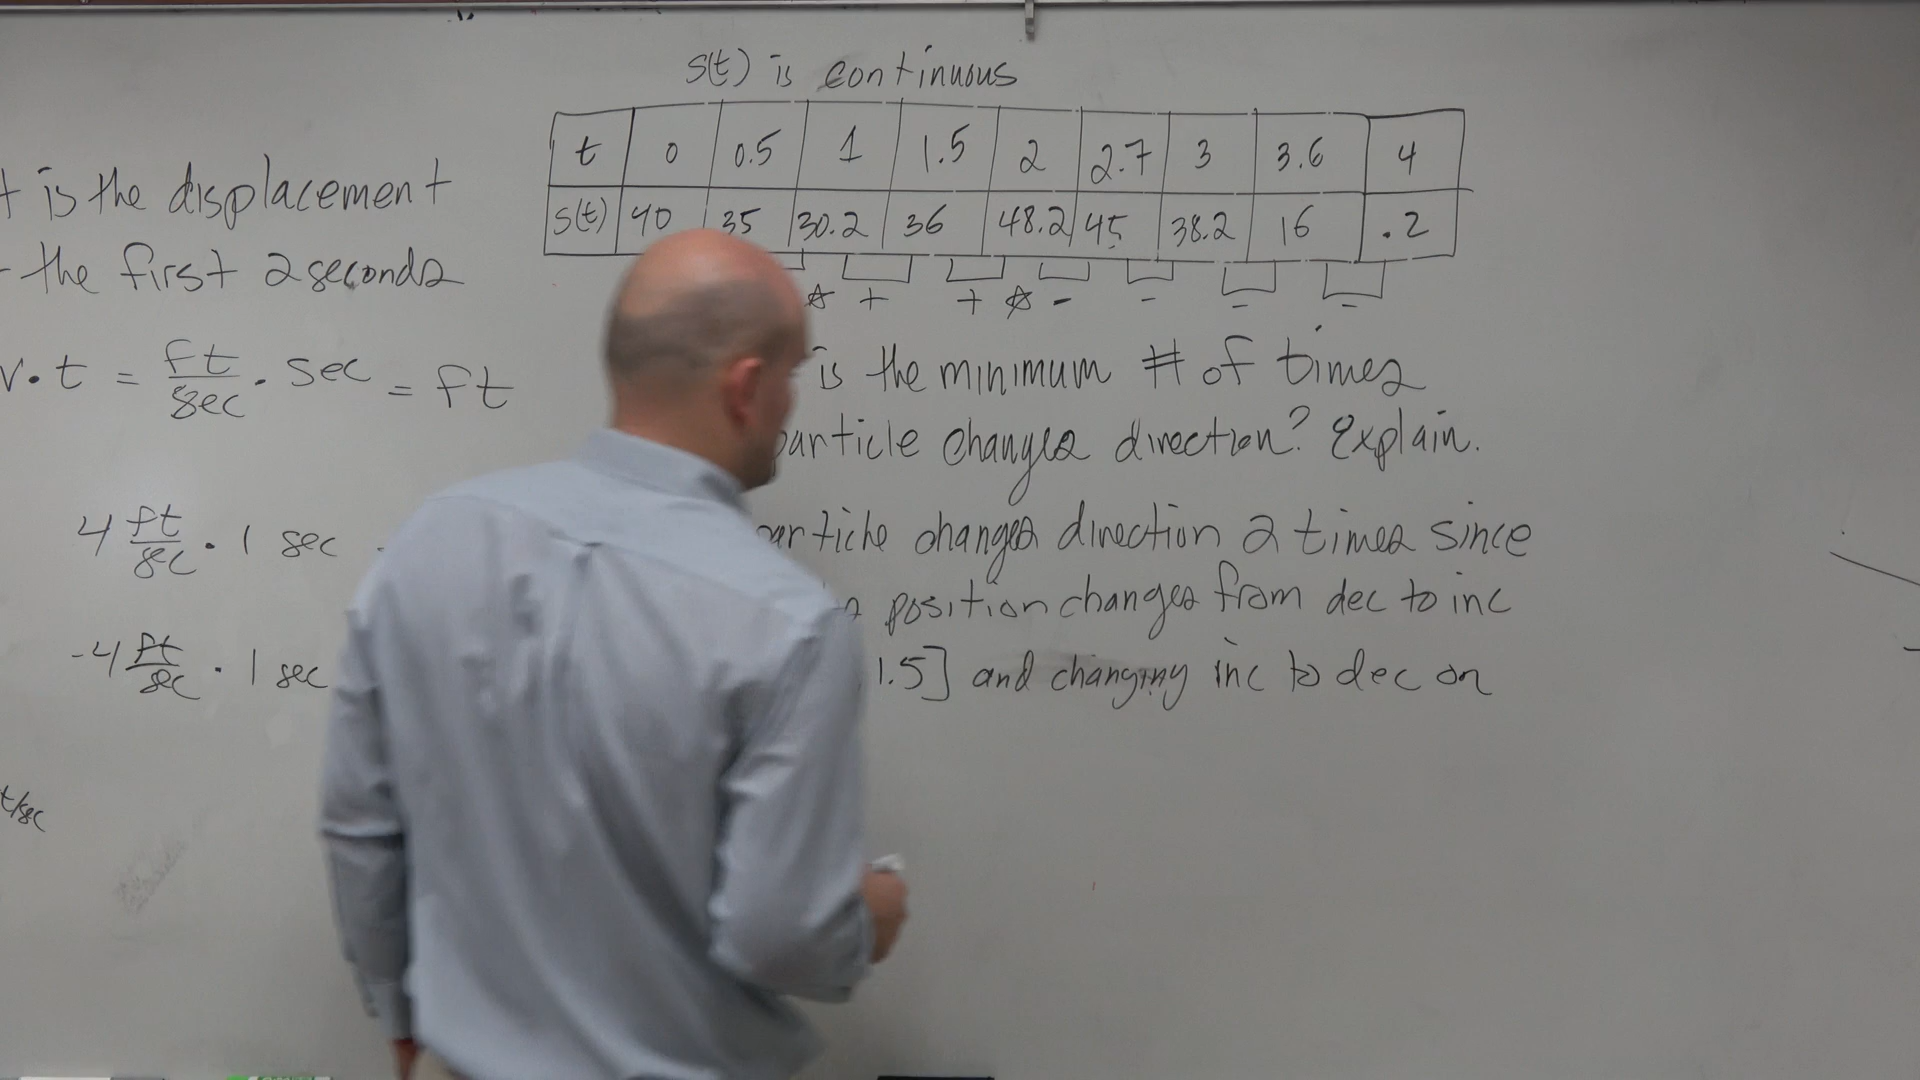 s(t) is continuous
t 0 0.5 1 1.5 2 2.7 3 3.6 4
s(t) 40 35 30.2 36 48.2 45 38.2 16 .2
☆ + + ☆ - - - -
is the displacement
the first 2 seconds
v • t = ft/sec • sec = ft
4 ft/sec • 1 sec
-4 ft/sec • 1 sec
t/sec
is the minimum # of times
particle changes direction? Explain.
changes direction 2 times since
position changes from dec to inc
1.5] and changing inc to dec on